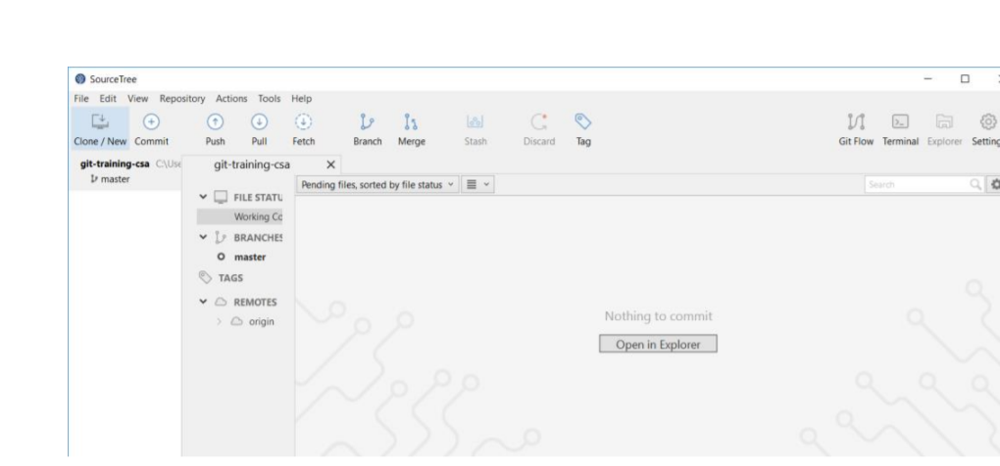 SourceTree
File Edit View Repository Actions Tools Help
Clone / New Commit Push Pull Fetch Branch Merge Stash Discard Tag Git Flow Terminal Explorer Setting
git-training-csa C:\Use
master
git-training-csa
Pending files, sorted by file status
Search
FILE STATU
Working Co
BRANCHES
master
TAGS
REMOTES
origin
Nothing to commit
Open in Explorer